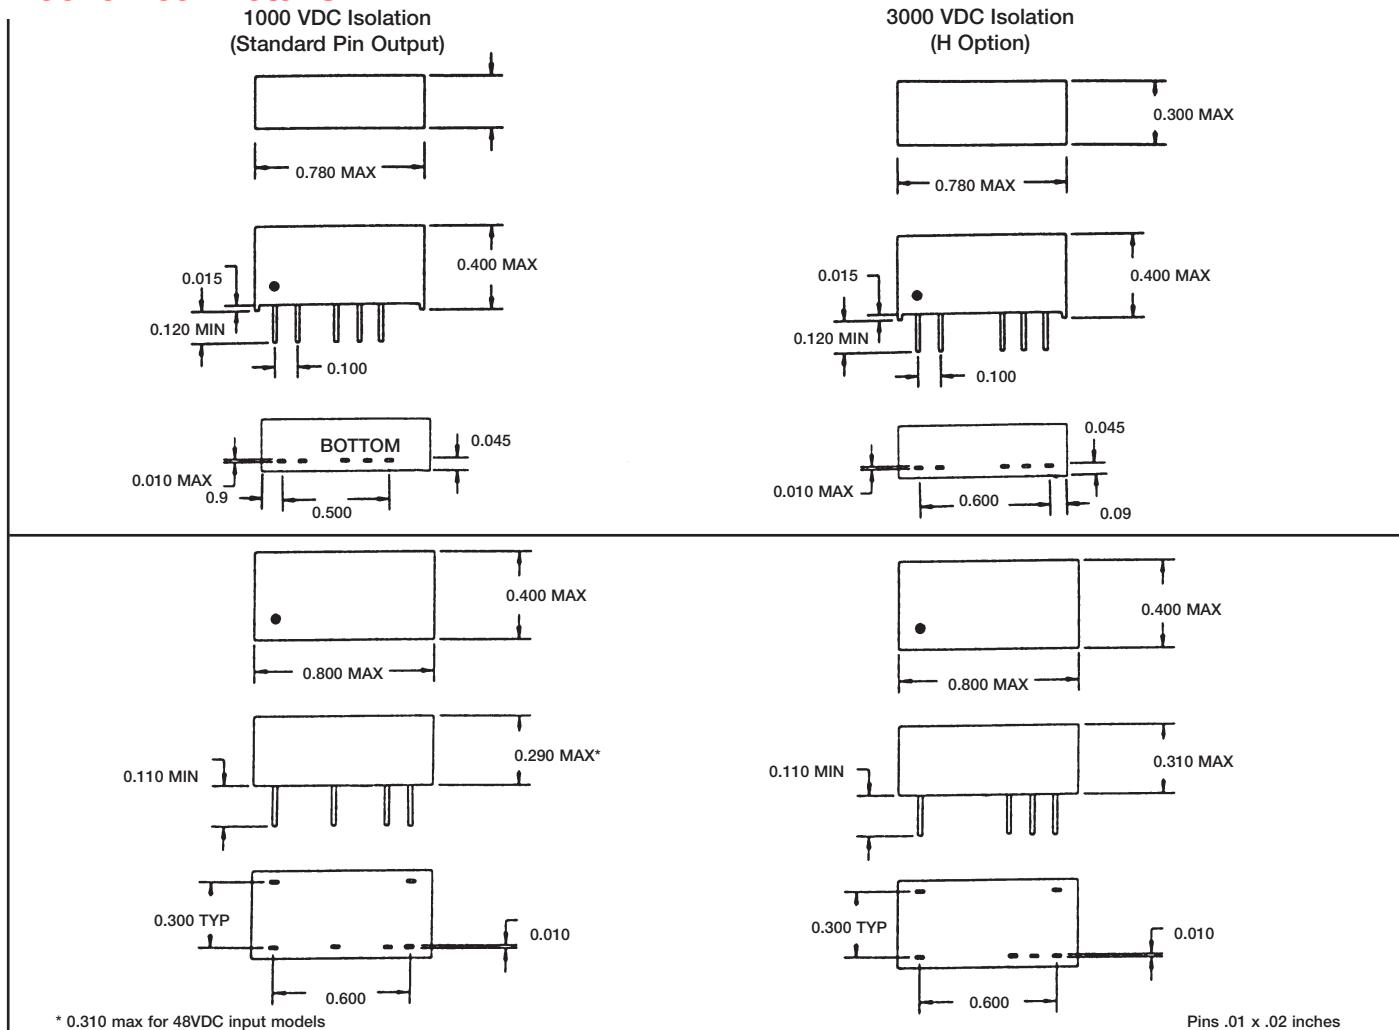 1000 VDC Isolation
(Standard Pin Output)
0.780 MAX
0.400 MAX
0.015
0.120 MIN
0.100
BOTTOM
0.045
0.010 MAX
0.9
0.500
3000 VDC Isolation
(H Option)
0.300 MAX
0.780 MAX
0.400 MAX
0.015
0.120 MIN
0.100
0.045
0.010 MAX
0.600
0.09
0.400 MAX
0.800 MAX
0.290 MAX*
0.110 MIN
0.300 TYP
0.010
0.600
* 0.310 max for 48VDC input models
0.400 MAX
0.800 MAX
0.310 MAX
0.110 MIN
0.300 TYP
0.010
0.600
Pins .01 x .02 inches